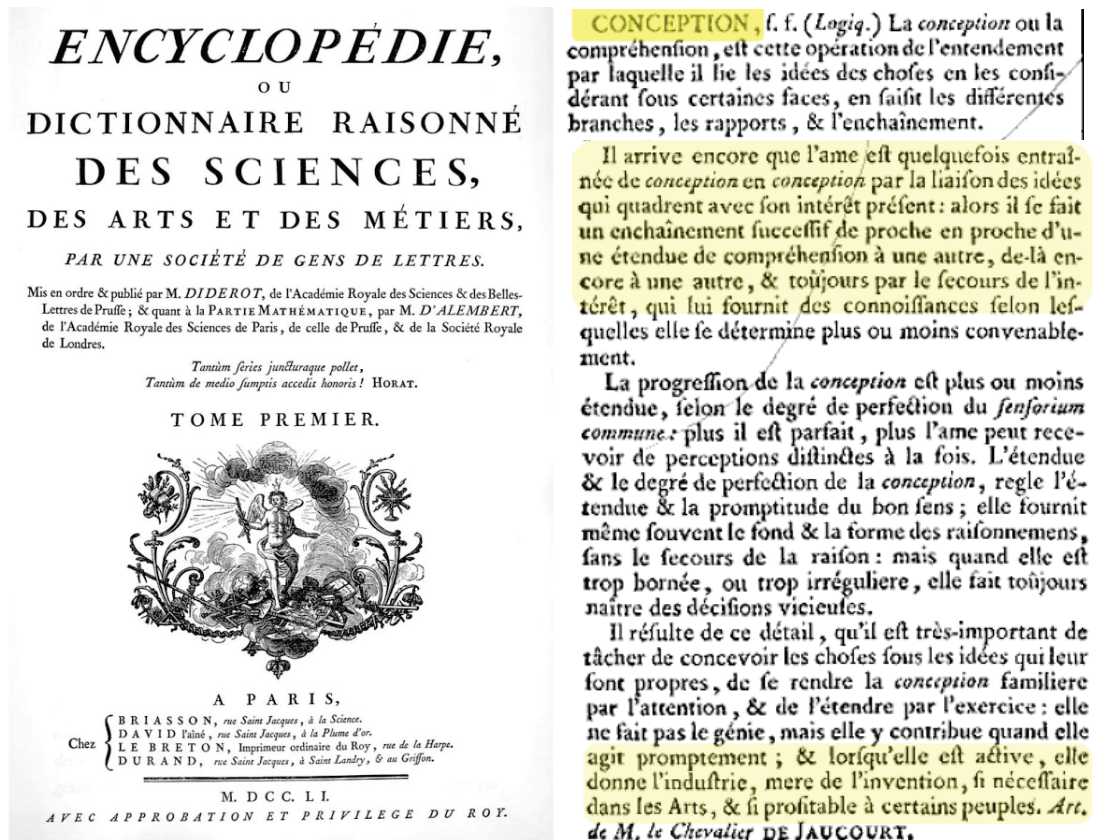 ENCYCLOPÉDIE,
OU
DICTIONNAIRE RAISONNÉ
DES SCIENCES,
DES ARTS ET DES MÉTIERS,
PAR UNE SOCIÉTÉ DE GENS DE LETTRES.
Mis en ordre & publié par M. DIDEROT, de l'Académie Royale des Sciences & des Belles-
Lettres de Pruſſe ; & quant à la PARTIE MATHÉMATIQUE, par M. D'ALEMBERT,
de l'Académie Royale des Sciences de Paris, de celle de Pruſſe, & de la Société Royale
de Londres.
Tantùm ſeries juncturaque pollet,
Tantùm de medio ſumptis accedit honoris ! HORAT.
TOME PREMIER.
A PARIS,
Chez
BRIASSON, rue Saint Jacques, à la Science.
DAVID l'aîné, rue Saint Jacques, à la Plume d'or.
LE BRETON, Imprimeur ordinaire du Roy, rue de la Harpe.
DURAND, rue Saint Jacques, à Saint Landry, & au Griffon.
M. DCC. LI.
AVEC APPROBATION ET PRIVILEGE DU ROY.
CONCEPTION, ſ. f. (Logiq.) La conception ou la
compréhenſion, eſt cette opération de l'entendement
par laquelle il lie les idées des choſes en les conſi-
dérant ſous certaines faces, en ſaiſit les différentes
branches, les rapports, & l'enchaînement.
Il arrive encore que l'ame eſt quelquefois entraî-
née de conception en conception par la liaiſon des idées
qui quadrent avec ſon intérêt préſent : alors il ſe fait
un enchaînement ſucceſſif de proche en proche d'u-
ne étendue de compréhenſion à une autre, de-là en-
core à une autre, & toûjours par le ſecours de l'in-
térêt, qui lui fournit des connoiſſances ſelon leſ-
quelles elle ſe détermine plus ou moins convenable-
ment.
La progreſſion de la conception eſt plus ou moins
étendue, ſelon le degré de perfection du ſenſorium
commune : plus il eſt parfait, plus l'ame peut rece-
voir de perceptions diſtinctes à la fois. L'étendue
& le degré de perfection de la conception, regle l'é-
tendue & la promptitude du bon ſens ; elle fournit
même ſouvent le fond & la forme des raiſonnemens,
ſans le ſecours de la raiſon : mais quand elle eſt
trop bornée, ou trop irréguliere, elle fait toûjours
naître des déciſions vicieuſes.
Il réſulte de ce détail, qu'il eſt très-important de
tâcher de concevoir les choſes ſous les idées qui leur
ſont propres, de ſe rendre la conception familiere
par l'attention, & de l'étendre par l'exercice : elle
ne fait pas le génie, mais elle y contribue quand elle
agit promptement ; & lorſqu'elle eſt active, elle
donne l'induſtrie, mere de l'invention, ſi néceſſaire
dans les Arts, & ſi profitable à certains peuples. Art.
de M. le Chevalier DE JAUCOURT.